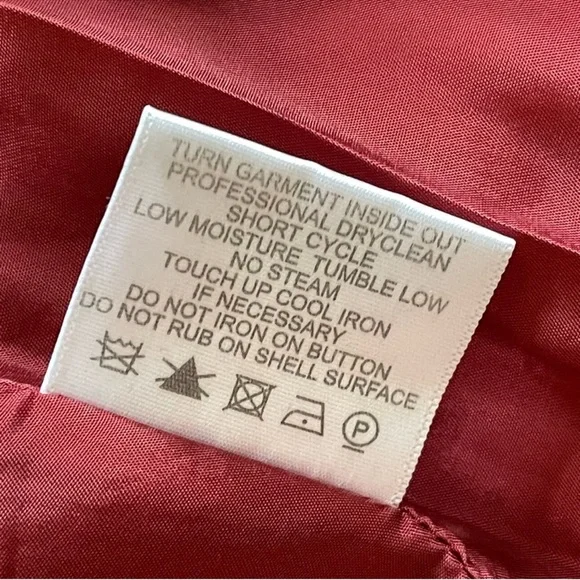 TURN GARMENT INSIDE OUT
PROFESSIONAL DRYCLEAN
SHORT CYCLE
LOW MOISTURE TUMBLE LOW
NO STEAM
TOUCH UP COOL IRON
IF NECESSARY
DO NOT IRON ON BUTTON
DO NOT RUB ON SHELL SURFACE
P